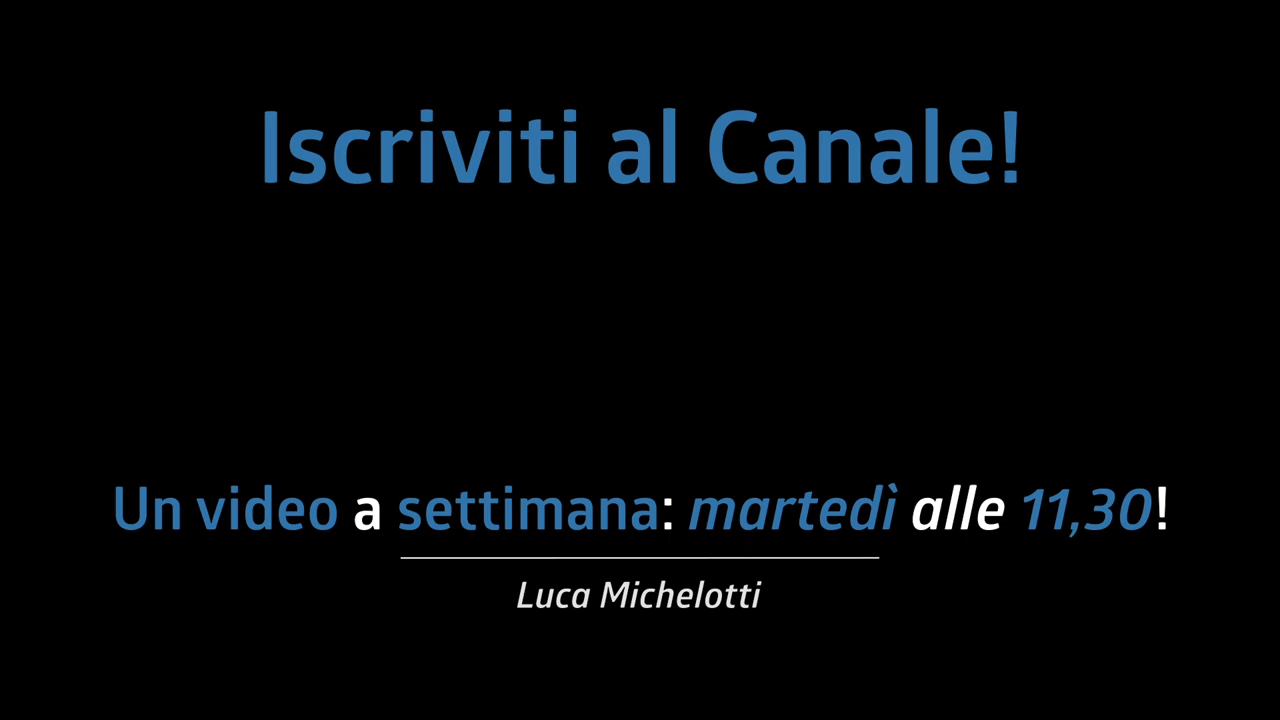 Iscriviti al Canale!
Un video a settimana: martedì alle 11,30!
Luca Michelotti